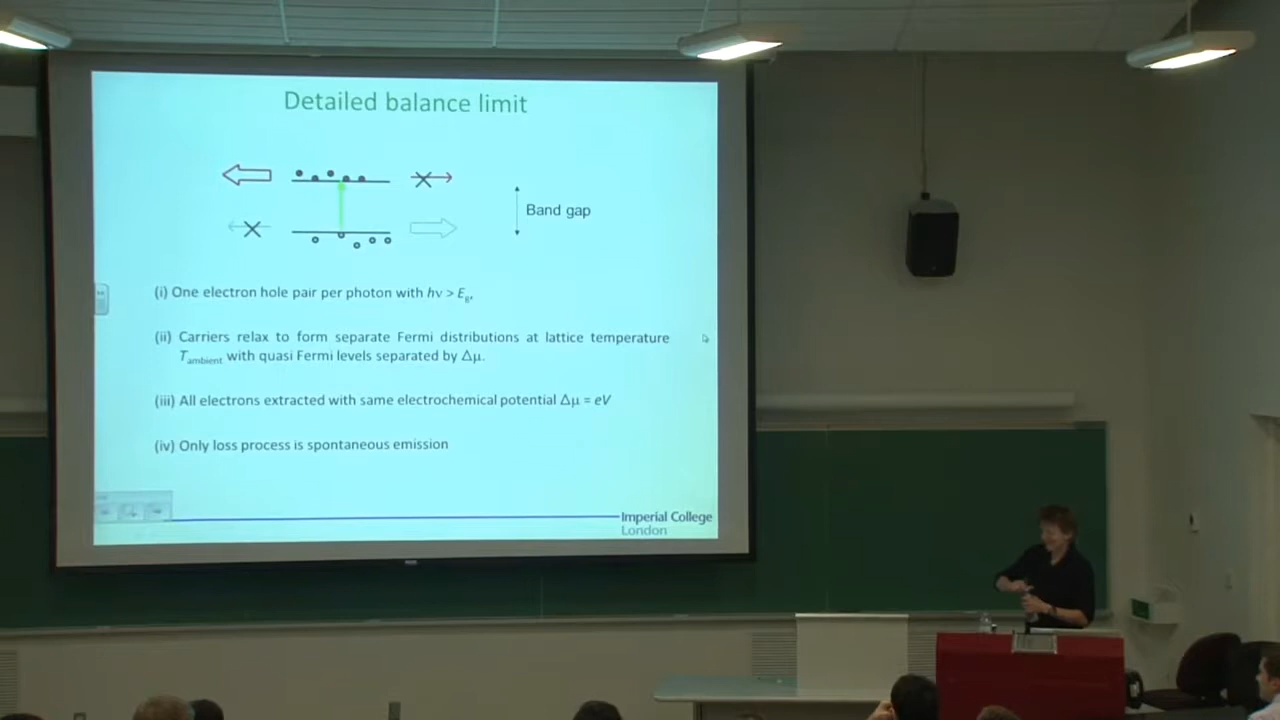 Detailed balance limit
Band gap
(i) One electron hole pair per photon with hν > Eg.
(ii) Carriers relax to form separate Fermi distributions at lattice temperature
Tambient with quasi Fermi levels separated by Δμ.
(iii) All electrons extracted with same electrochemical potential Δμ = eV
(iv) Only loss process is spontaneous emission
Imperial College
London